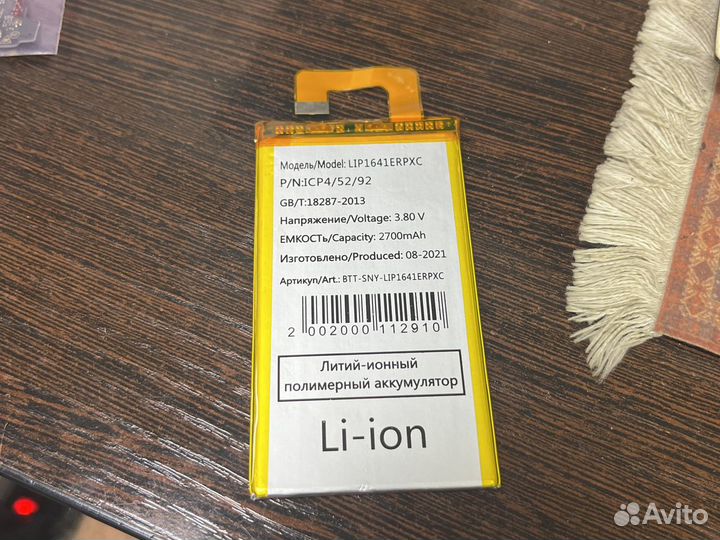 Модель/Model: LIP1641ERPXC
P/N:ICP4/52/92
GB/T:18287-2013
Напряжение/Voltage: 3.80 V
ЕМКОСТЬ/Capacity: 2700mAh
Изготовлено/Produced: 08-2021
Артикул/Art.: BTT-SNY-LIP1641ERPXC
2 002000 112910
Литий-ионный
полимерный аккумулятор
Li-ion
Avito